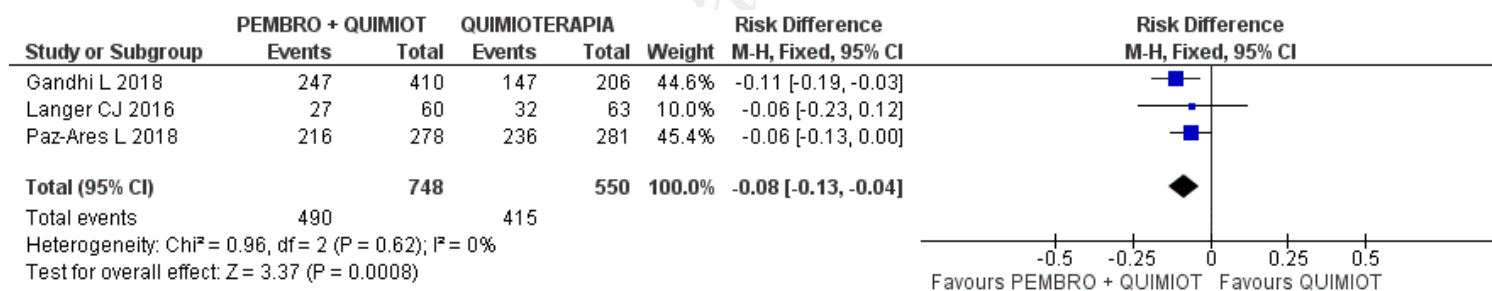 PEMBRO + QUIMIOT QUIMIOTERAPIA Risk Difference Risk Difference
Study or Subgroup Events Total Events Total Weight M-H, Fixed, 95% CI M-H, Fixed, 95% CI
Gandhi L 2018 247 410 147 206 44.6% -0.11 [-0.19, -0.03]
Langer CJ 2016 27 60 32 63 10.0% -0.06 [-0.23, 0.12]
Paz-Ares L 2018 216 278 236 281 45.4% -0.06 [-0.13, 0.00]
Total (95% CI) 748 550 100.0% -0.08 [-0.13, -0.04]
Total events 490 415
Heterogeneity: Chi² = 0.96, df = 2 (P = 0.62); I² = 0%
Test for overall effect: Z = 3.37 (P = 0.0008)
-0.5 -0.25 0 0.25 0.5
Favours PEMBRO + QUIMIOT Favours QUIMIOT